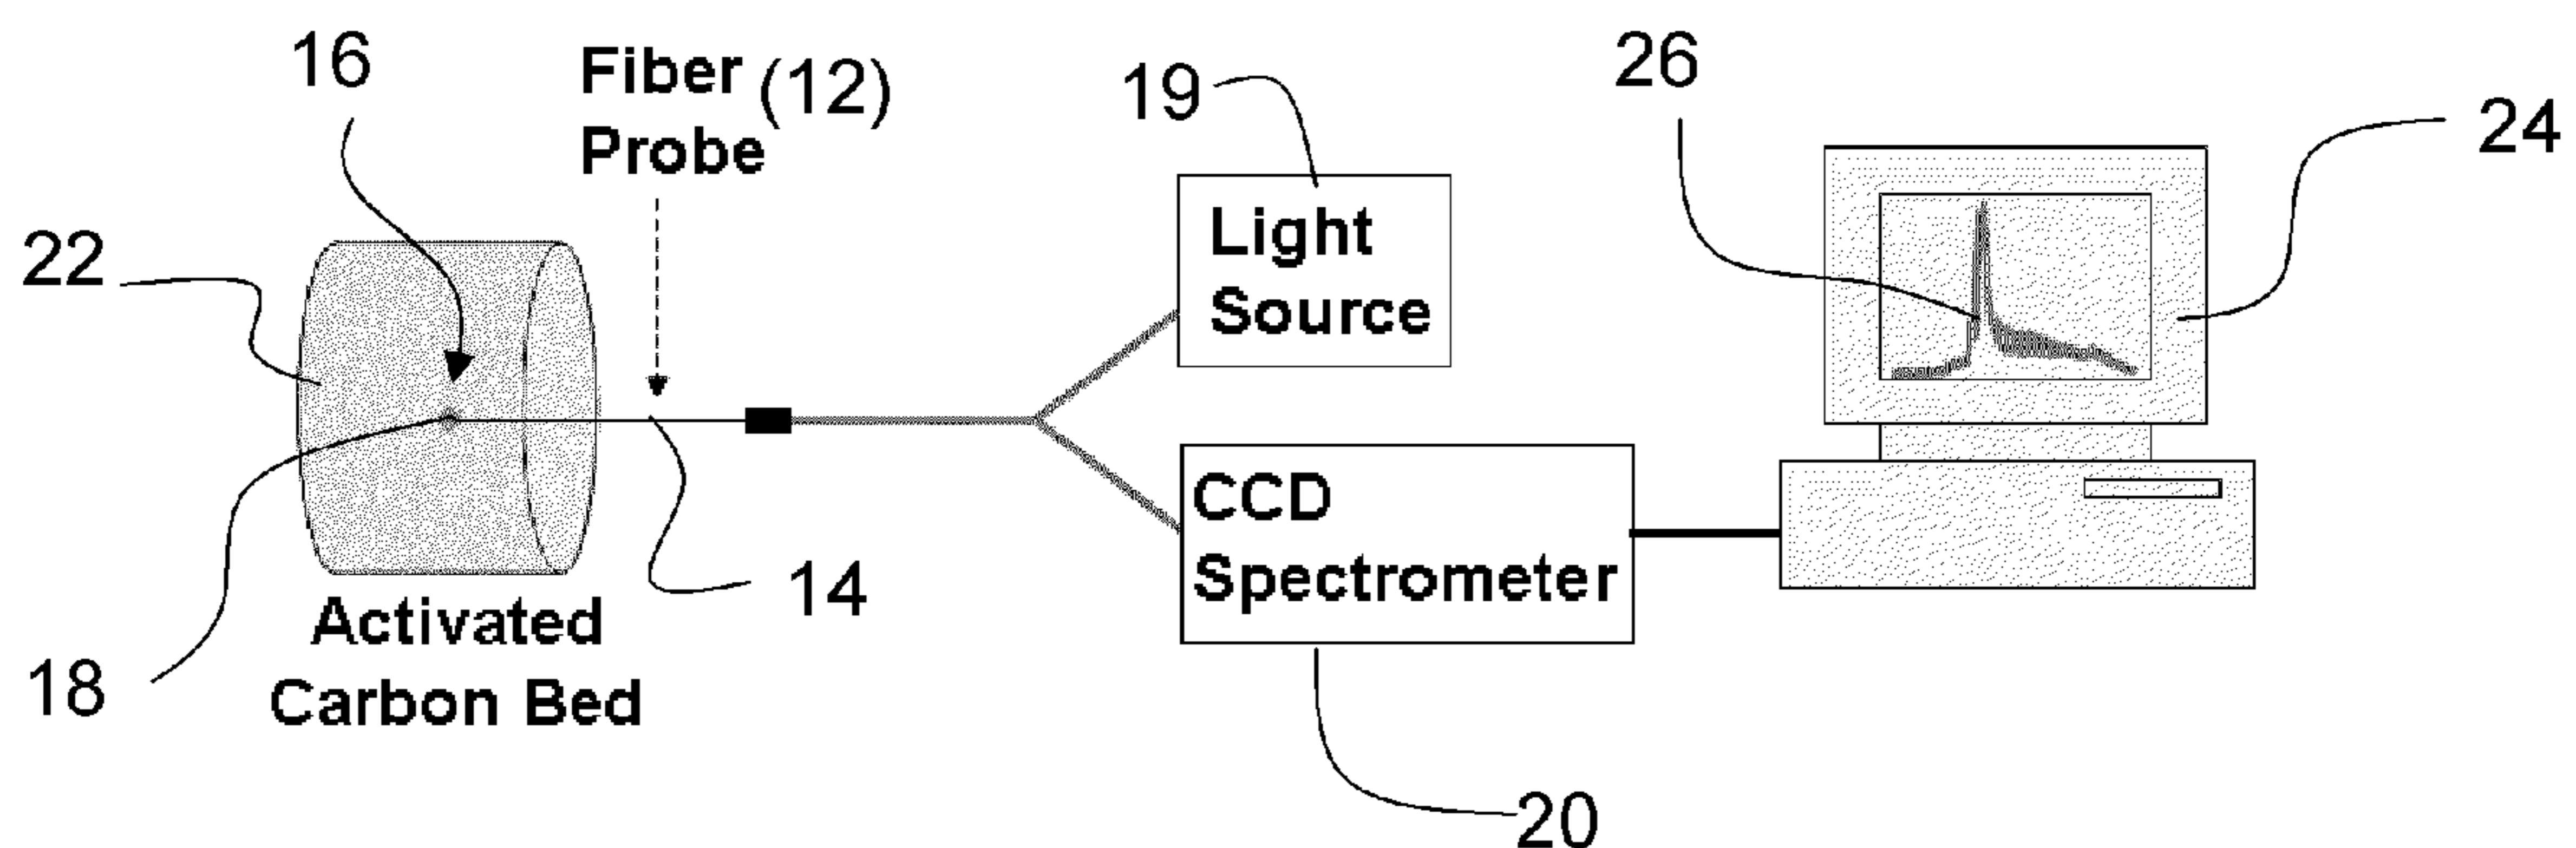 16
Fiber (12)
Probe
19
26
24
22
Light
Source
CCD
Spectrometer
14
Activated
Carbon Bed
18
20